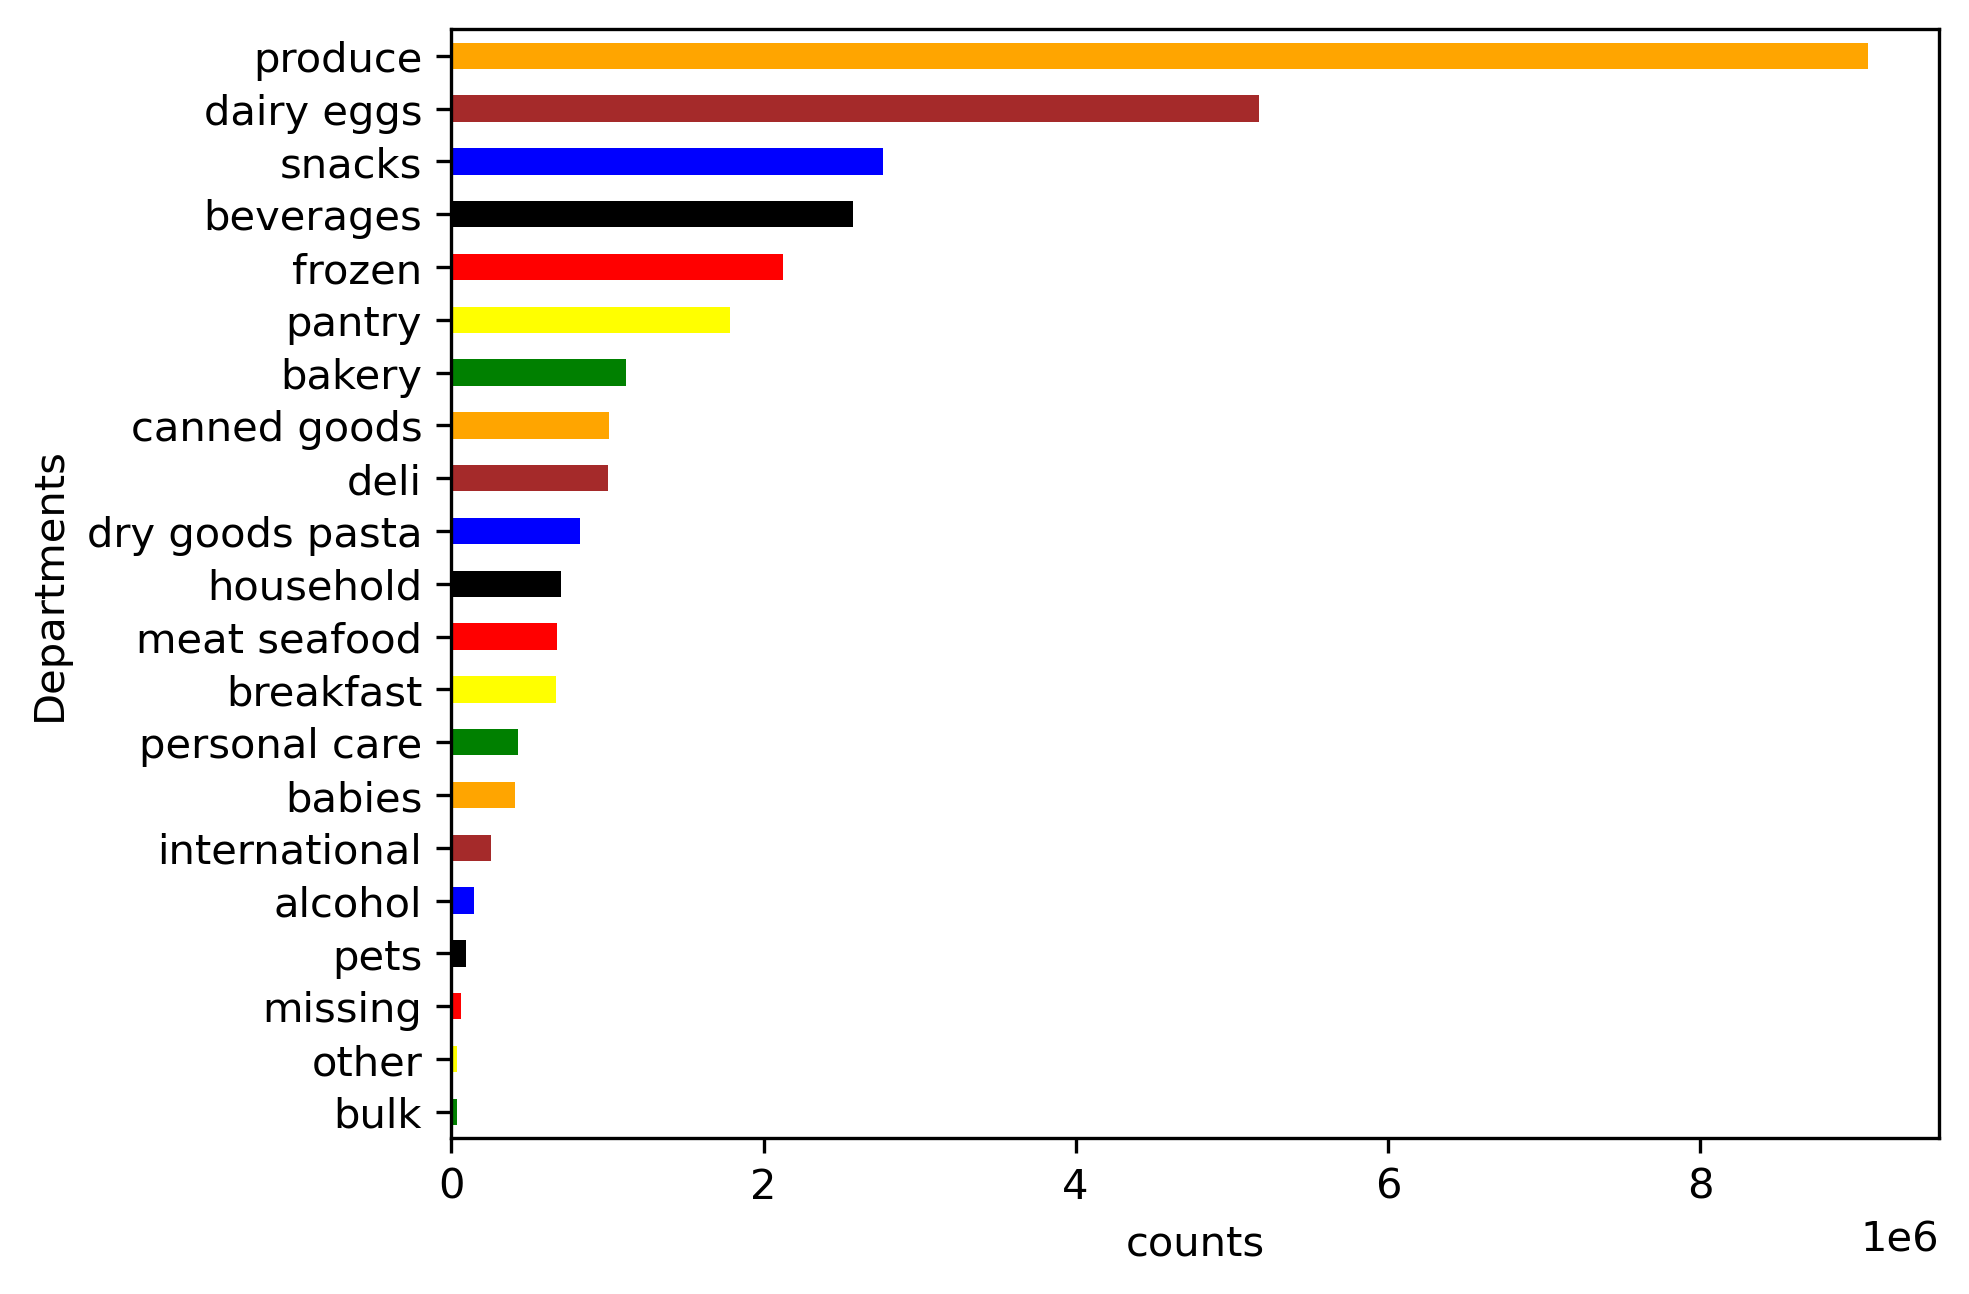 produce
dairy eggs
snacks
beverages
frozen
pantry
bakery
canned goods
deli
dry goods pasta
household
meat seafood
breakfast
personal care
babies
international
alcohol
pets
missing
other
bulk
Departments
0 2 4 6 8
counts
1e6